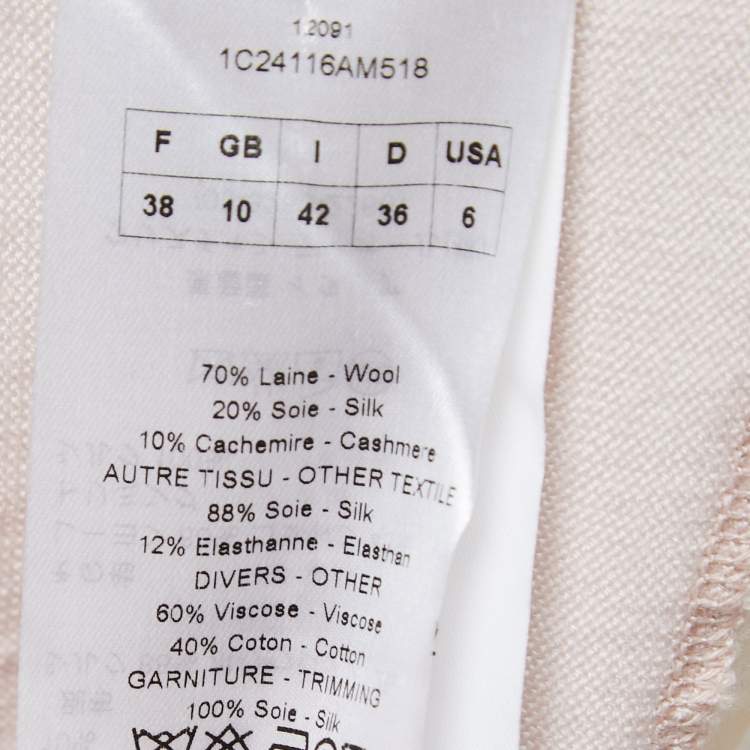 12091
1C24116AM518
F GB I D USA
38 10 42 36 6
70% Laine - Wool
20% Soie - Silk
10% Cachemire - Cashmere
AUTRE TISSU - OTHER TEXTILE
88% Soie - Silk
12% Elasthanne - Elasthan
DIVERS - OTHER
60% Viscose - Viscose
40% Coton - Cotton
GARNITURE - TRIMMING
100% Soie - Silk